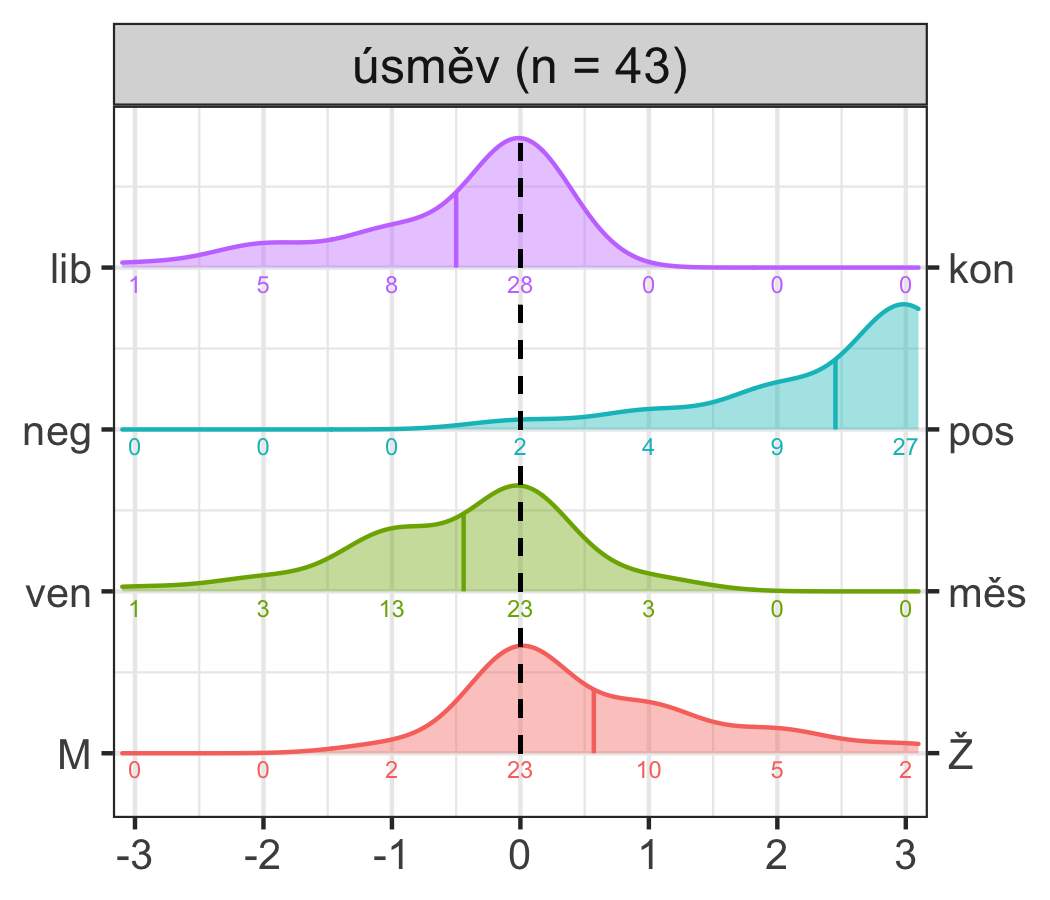 úsměv (n = 43)
lib kon
1 5 8 28 0 0 0
neg pos
0 0 0 2 4 9 27
ven měs
1 3 13 23 3 0 0
M Ž
0 0 2 23 10 5 2
-3 -2 -1 0 1 2 3